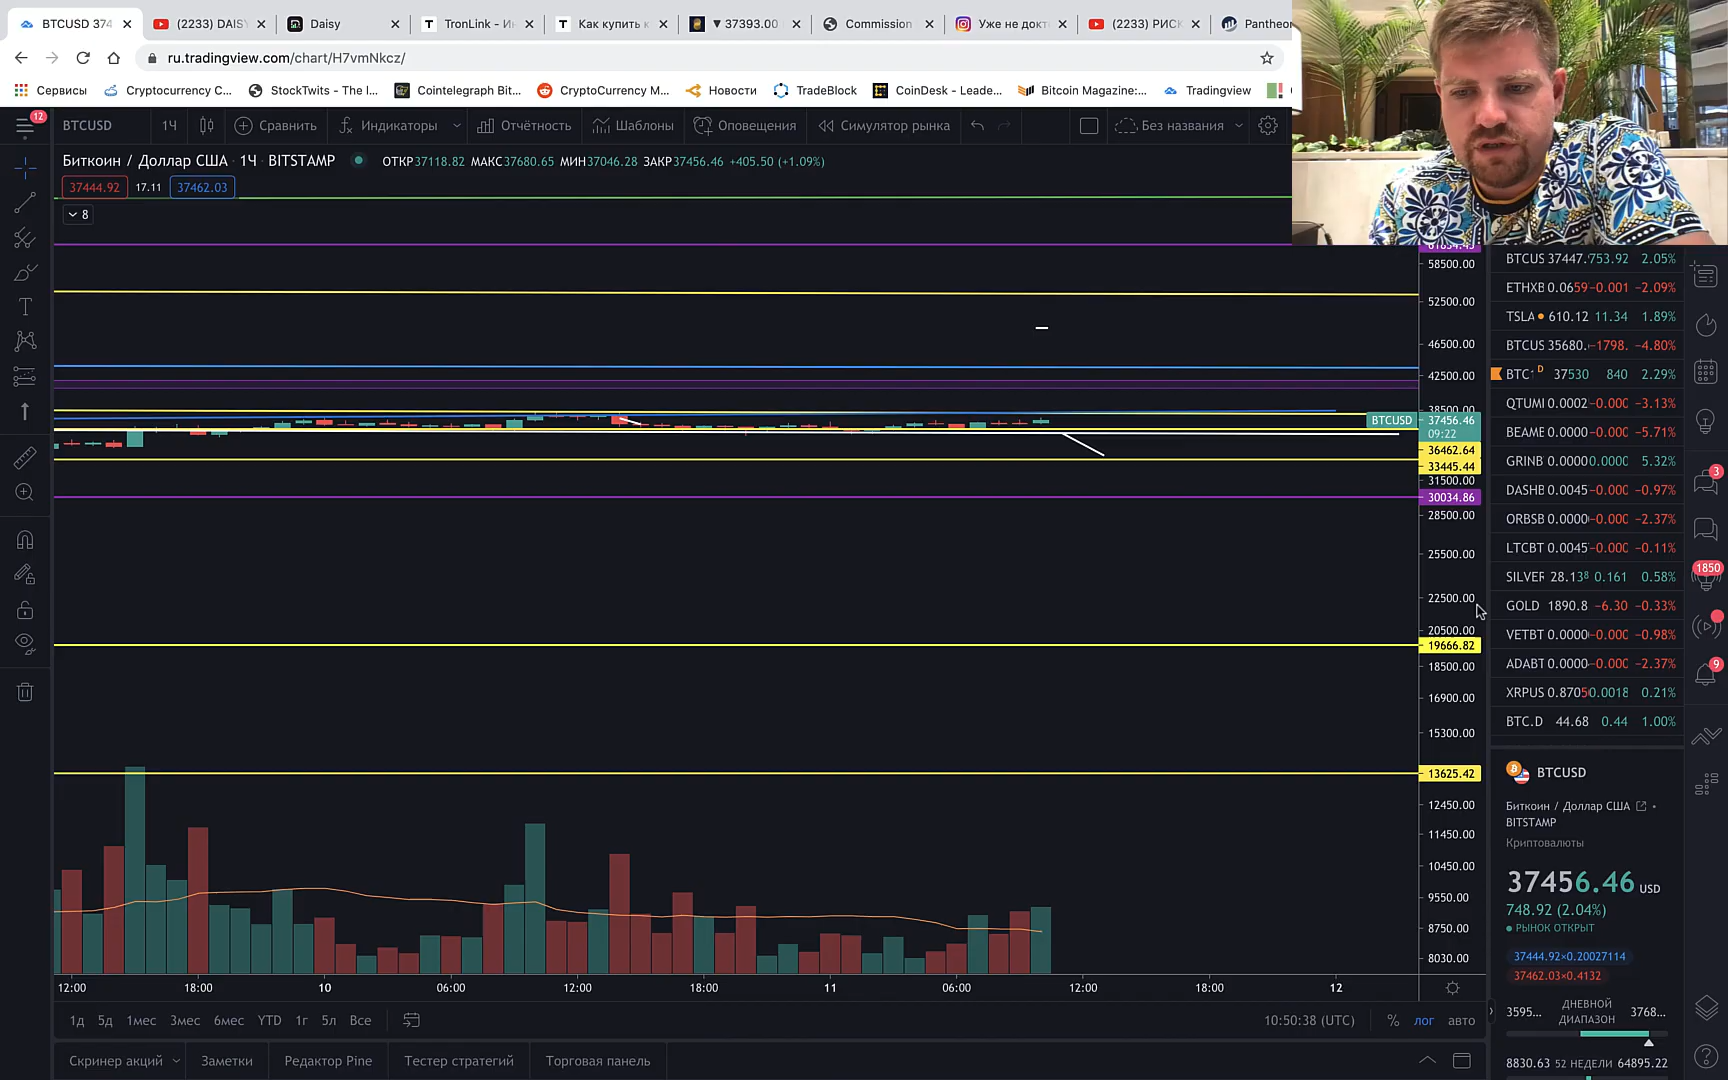 BTCUSD 374
(2233) DAIS
Daisy
TronLink - И
Как купить к
▼ 37393.00
Commission
Уже не докт
(2233) РИСК
Pantheon
ru.tradingview.com/chart/H7vmNkcz/
Сервисы
Cryptocurrency C...
StockTwits - The l...
Cointelegraph Bit...
CryptoCurrency M...
Новости
TradeBlock
CoinDesk - Leade...
Bitcoin Magazine:...
Tradingview
12
BTCUSD
1Ч
Сравнить
Индикаторы
Отчётность
Шаблоны
Оповещения
Симулятор рынка
Без названия
Биткоин / Доллар США · 1Ч · BITSTAMP
ОТКР37118.82 МАКС37680.65 МИН37046.28 ЗАКР37456.46 +405.50 (+1.09%)
37444.92 17.11 37462.03
8
58500.00
52500.00
46500.00
42500.00
38500.00
BTCUSD 37456.46
09:22
36462.64
33445.44
31500.00
30034.86
28500.00
25500.00
22500.00
20500.00
19666.82
18500.00
16900.00
15300.00
13625.42
12450.00
11450.00
10450.00
9550.00
8750.00
8030.00
BTCUS 37447. 753.92 2.05%
ETHXB 0.0659 −0.001 −2.09%
TSLA 610.12 11.34 1.89%
BTCUS 35680. −1798. −4.80%
BTC1 D 37530 840 2.29%
QTUMI 0.0002 −0.000 −3.13%
BEAME 0.0000 −0.000 −5.71%
GRINB 0.0000 0.0000 5.32%
DASHB 0.0045 −0.000 −0.97%
ORBSB 0.0000 −0.000 −2.37%
LTCBT 0.0045 −0.000 −0.11%
SILVER 28.138 0.161 0.58%
GOLD 1890.8 −6.30 −0.33%
VETBT 0.0000 −0.000 −0.98%
ADABT 0.0000 −0.000 −2.37%
XRPUS 0.8705 0.0018 0.21%
BTC.D 44.68 0.44 1.00%
3
1850
9
BTCUSD
Биткоин / Доллар США
BITSTAMP
Криптовалюты
37456.46 USD
748.92 (2.04%)
РЫНОК ОТКРЫТ
37444.92×0.20027114
37462.03×0.4132
3595... ДНЕВНОЙ ДИАПАЗОН 3768...
8830.63 52 НЕДЕЛИ 64895.22
12:00 18:00 10 06:00 12:00 18:00 11 06:00 12:00 18:00 12
1д 5д 1мес 3мес 6мес YTD 1г 5л Все
10:50:38 (UTC) % лог авто
Скринер акций
Заметки
Редактор Pine
Тестер стратегий
Торговая панель